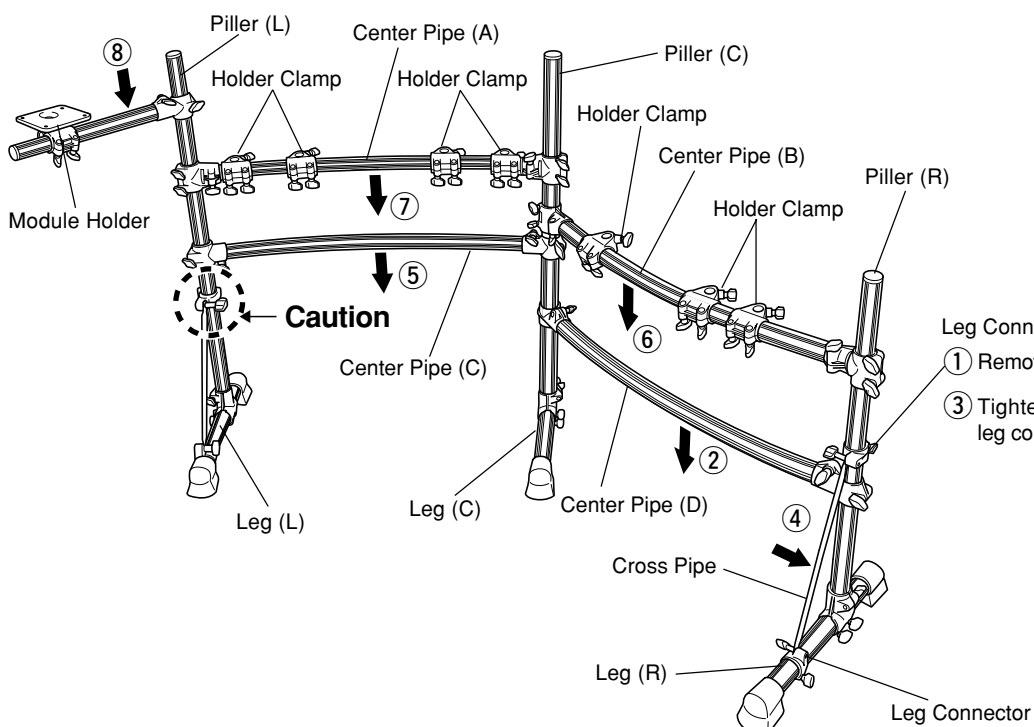 Piller (L)
Center Pipe (A)
Piller (C)
⑧
Holder Clamp
Holder Clamp
Holder Clamp
Center Pipe (B)
Piller (R)
Module Holder
⑦
Holder Clamp
⑤
Caution
⑥
Center Pipe (C)
Leg Conn
① Remo
③ Tighte
leg co
②
Leg (L)
Leg (C)
Center Pipe (D)
④
Cross Pipe
Leg (R)
Leg Connector